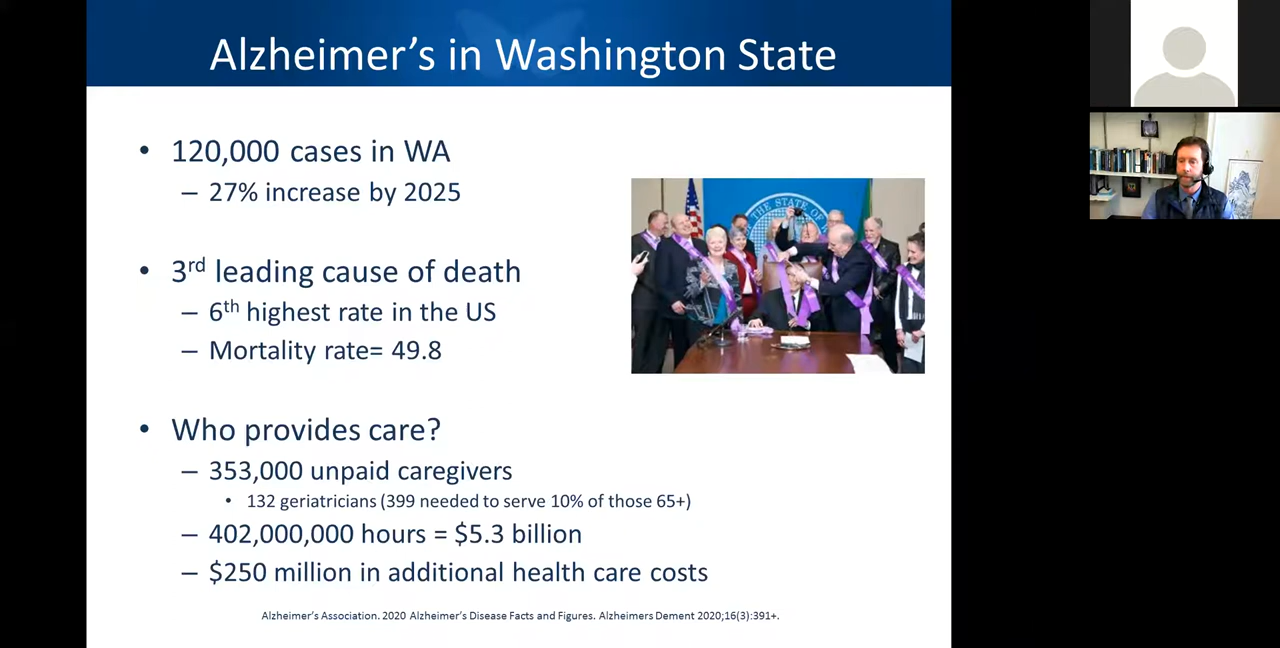 Alzheimer's in Washington State
• 120,000 cases in WA
– 27% increase by 2025
• 3rd leading cause of death
– 6th highest rate in the US
– Mortality rate= 49.8
• Who provides care?
– 353,000 unpaid caregivers
• 132 geriatricians (399 needed to serve 10% of those 65+)
– 402,000,000 hours = $5.3 billion
– $250 million in additional health care costs
Alzheimer's Association. 2020 Alzheimer's Disease Facts and Figures. Alzheimers Dement 2020;16(3):391+.
THE STATE OF